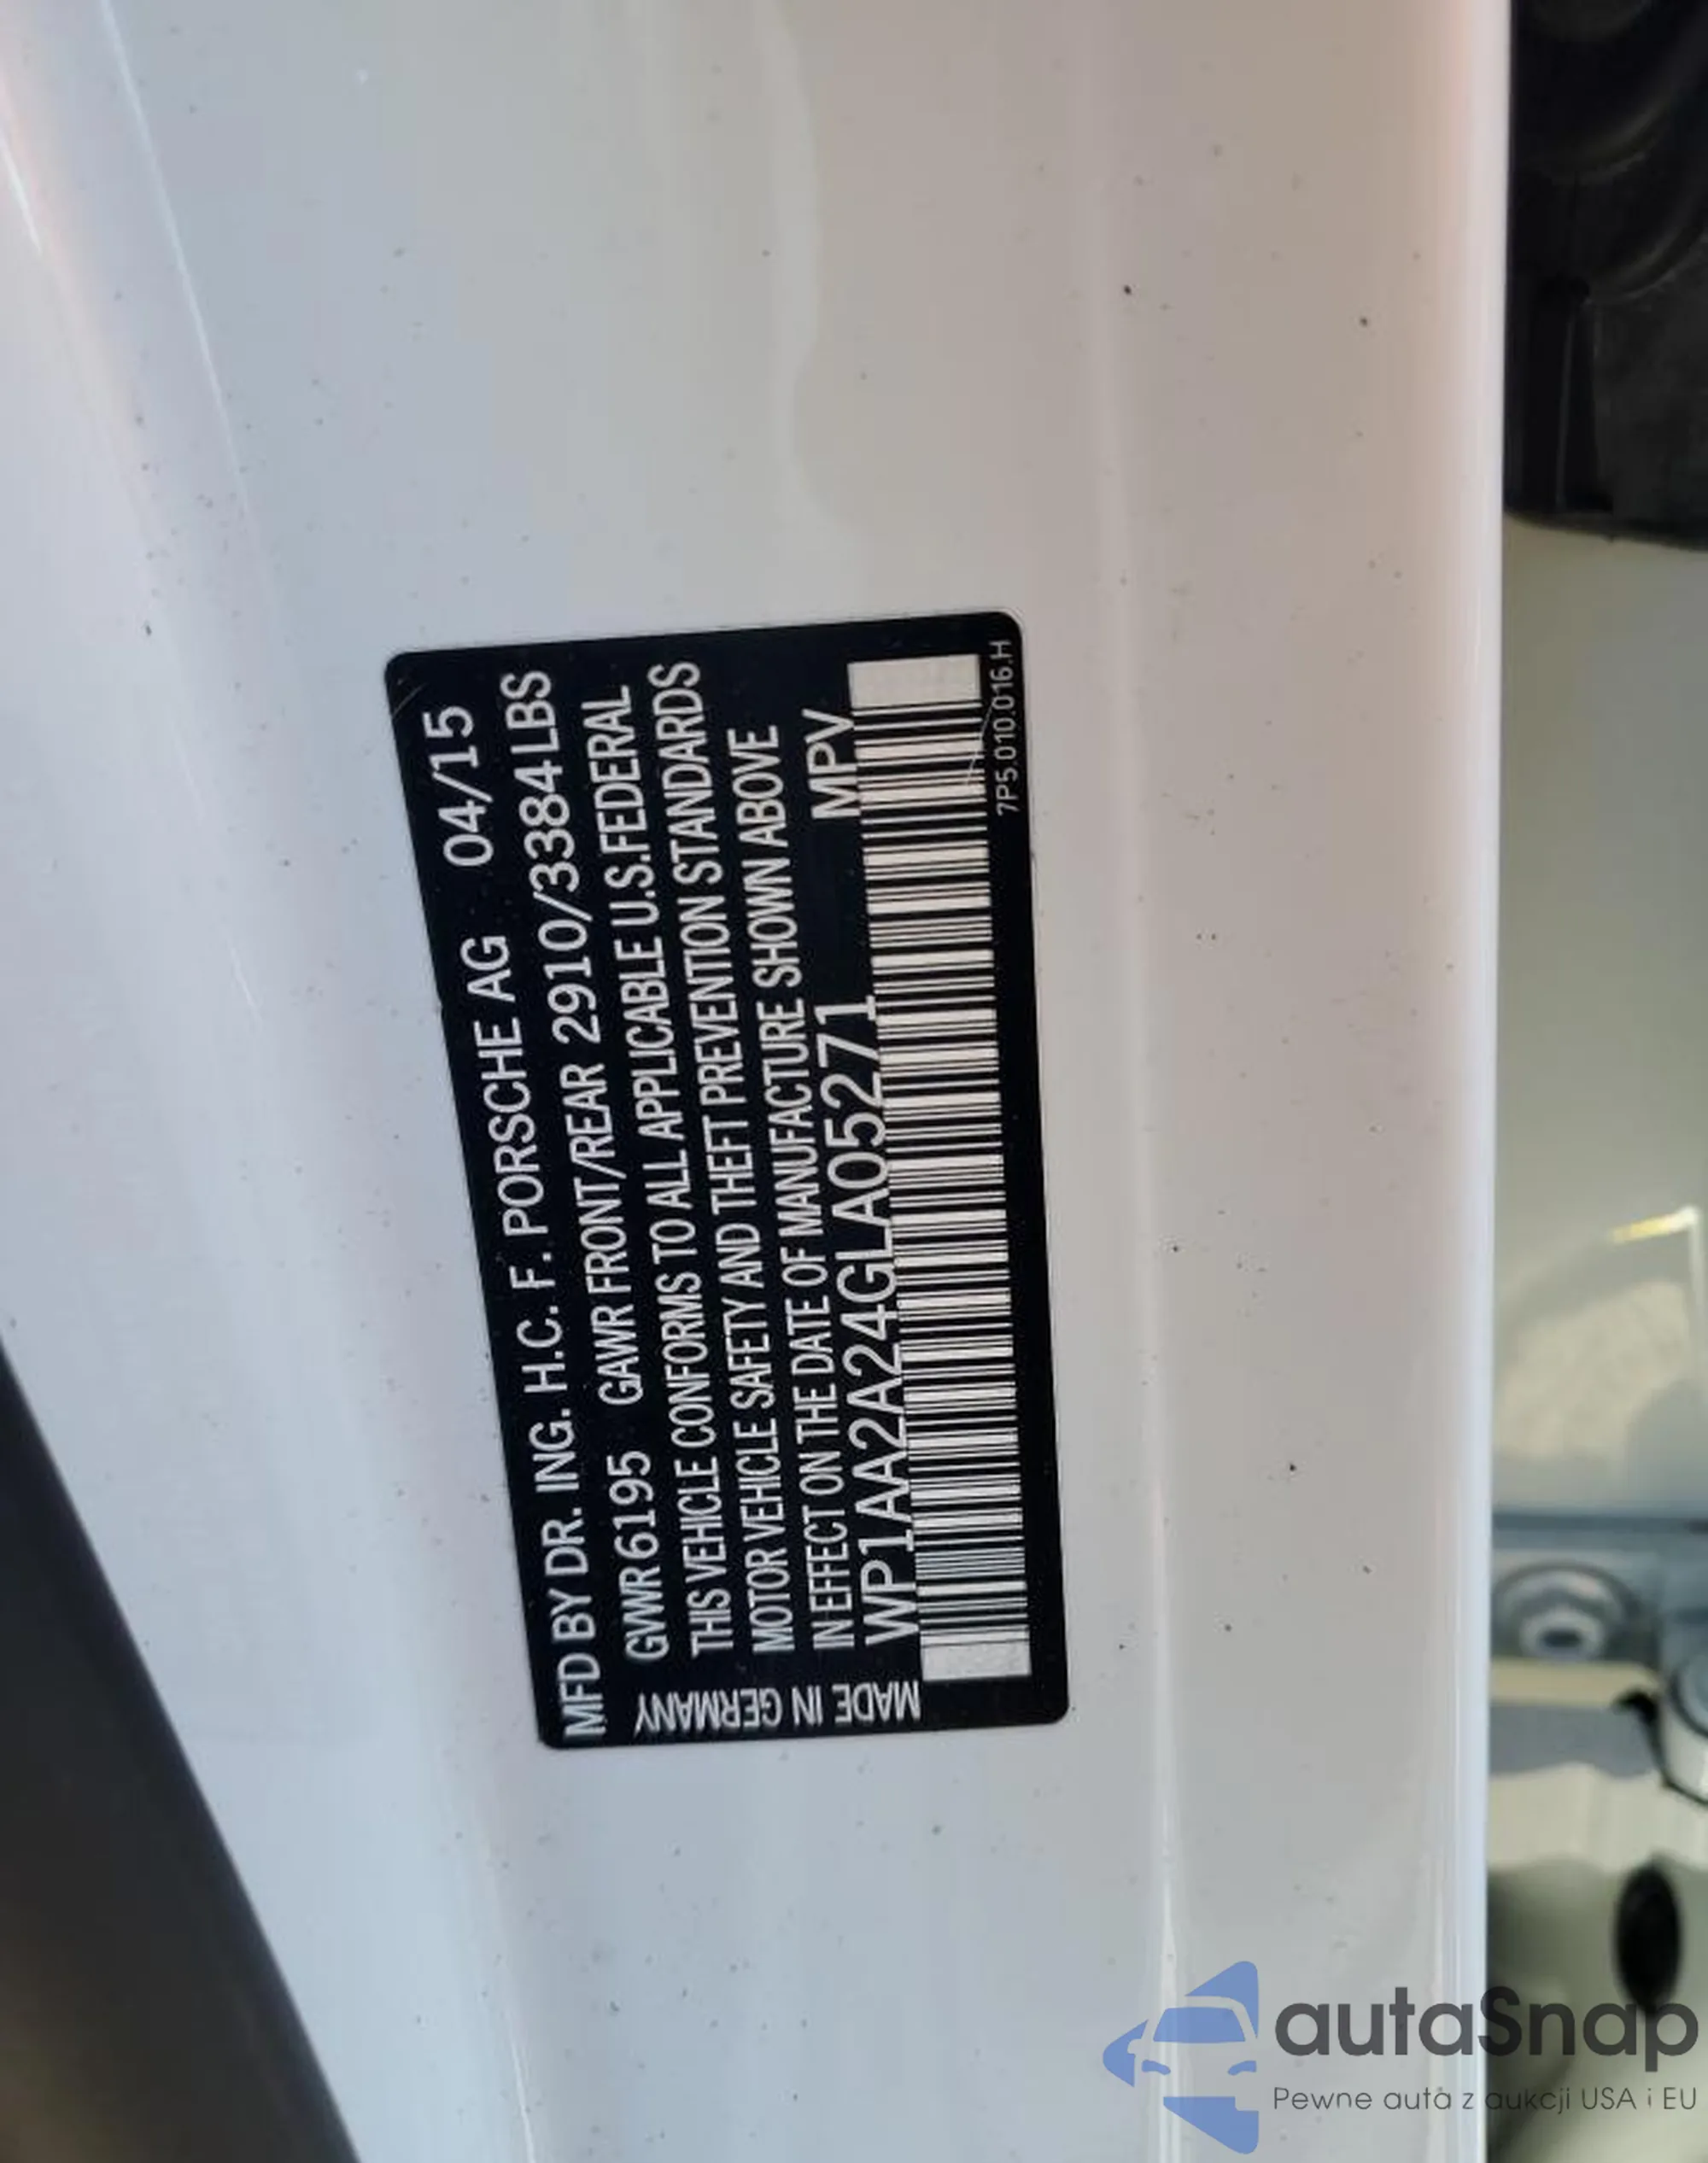 MFD BY DR. ING. H.C. F. PORSCHE AG 04/15
GVWR 6195 GAWR FRONT/REAR 2910/3384 LBS
THIS VEHICLE CONFORMS TO ALL APPLICABLE U.S. FEDERAL
MOTOR VEHICLE SAFETY AND THEFT PREVENTION STANDARDS
IN EFFECT ON THE DATE OF MANUFACTURE SHOWN ABOVE
WP1AA2A24GLA05271 MPV
7P5.010.016.H
MADE IN GERMANY
autaSnap
Pewne auta z aukcji USA i EU